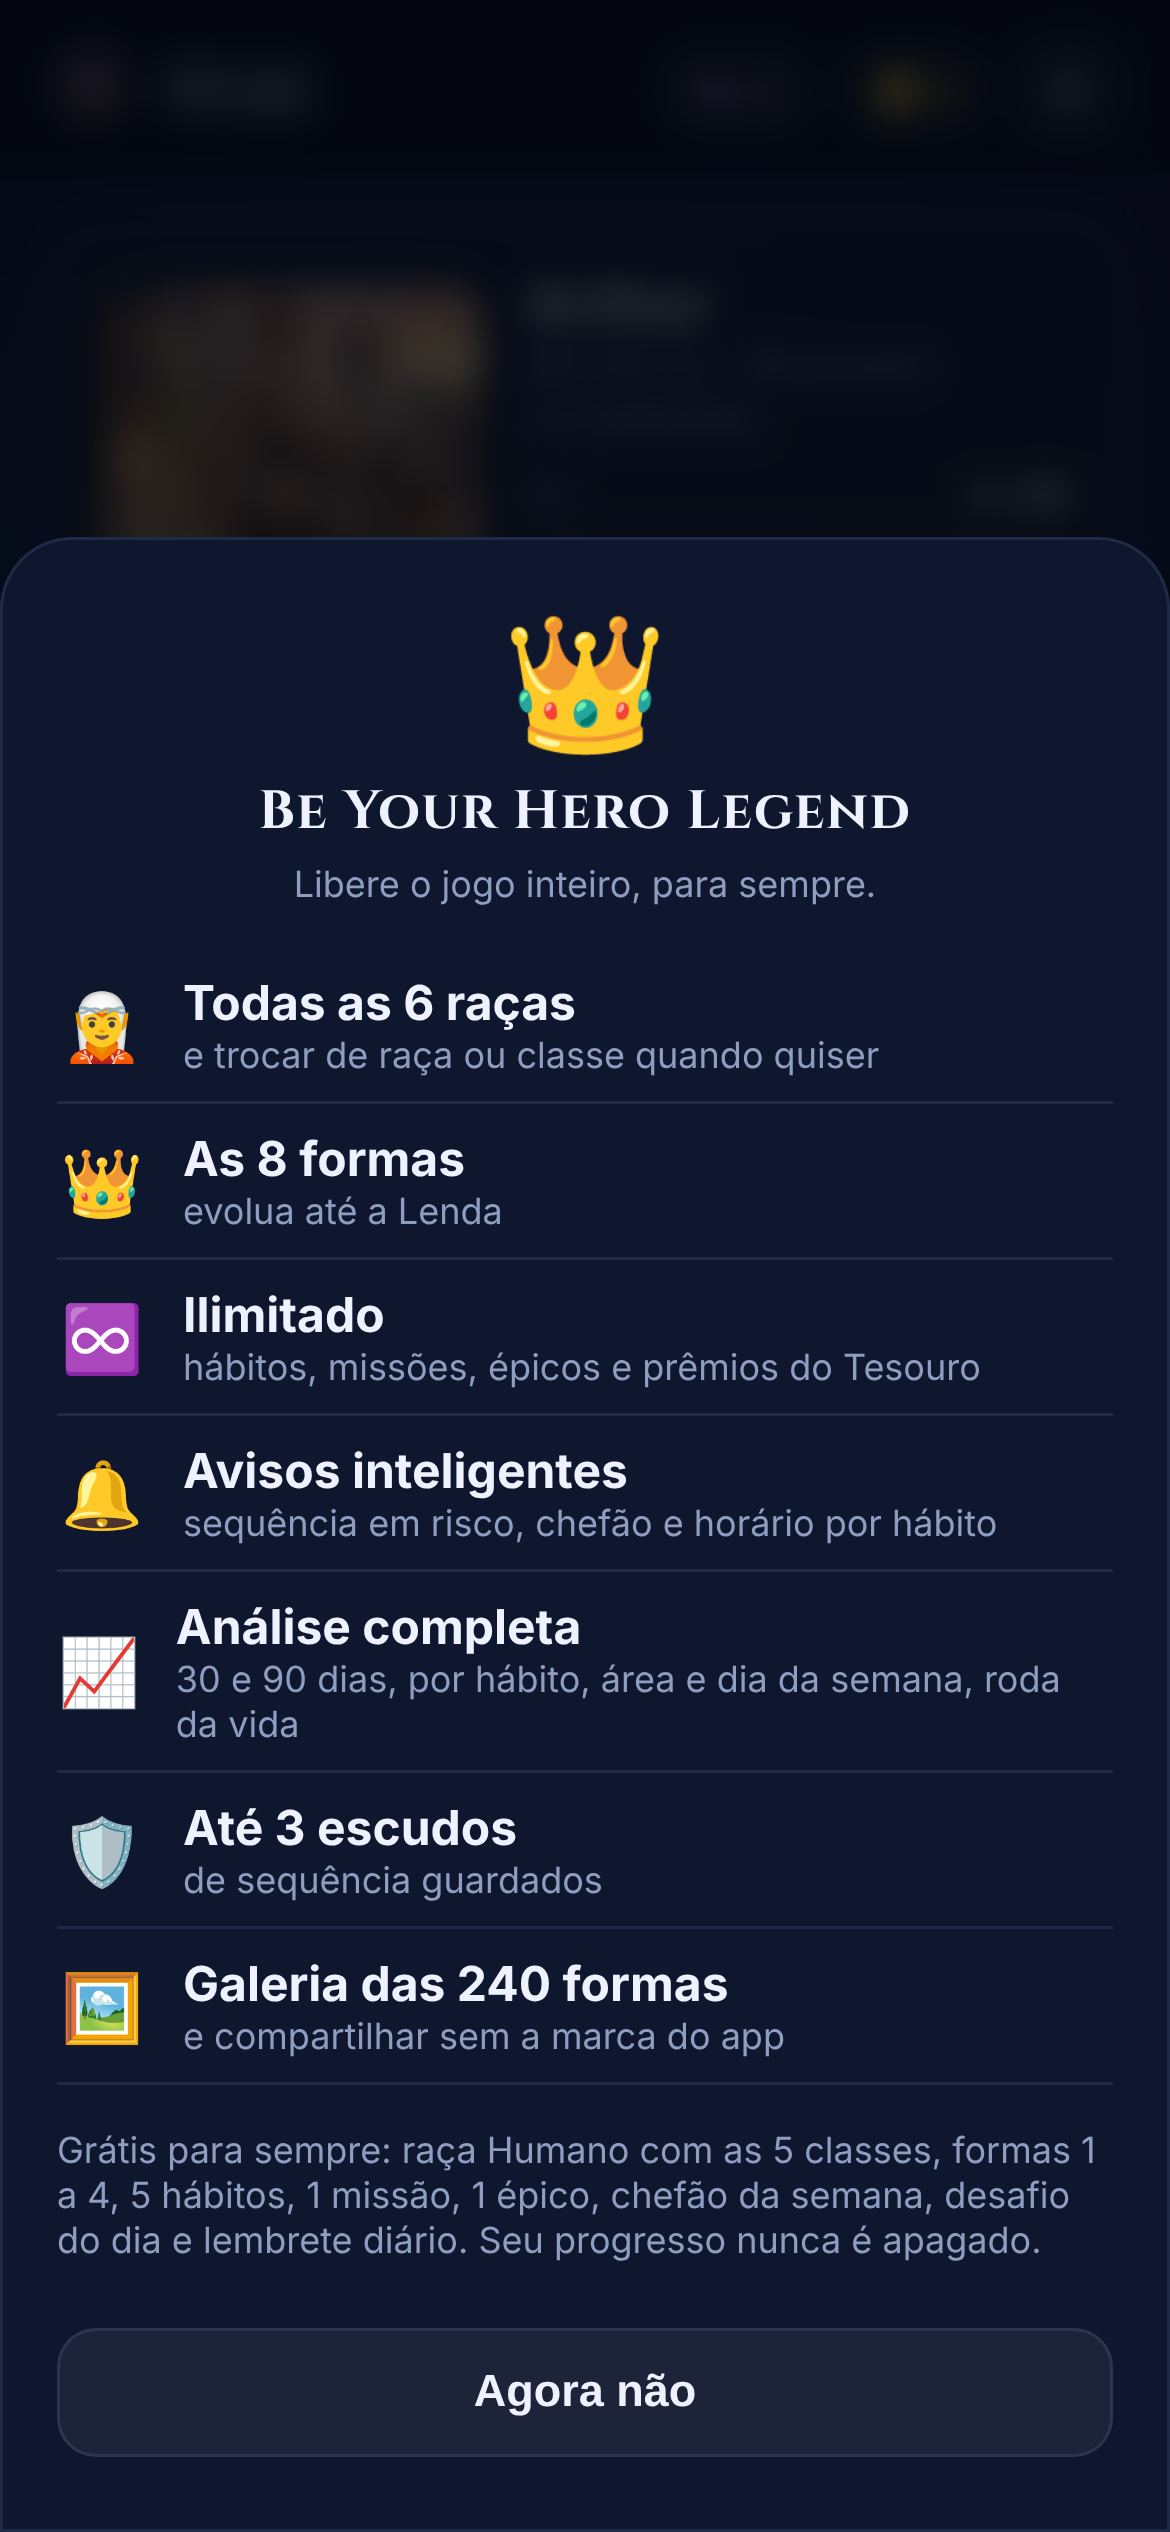 Be Your Hero Legend
Libere o jogo inteiro, para sempre.
Todas as 6 raças
e trocar de raça ou classe quando quiser
As 8 formas
evolua até a Lenda
Ilimitado
hábitos, missões, épicos e prêmios do Tesouro
Avisos inteligentes
sequência em risco, chefão e horário por hábito
Análise completa
30 e 90 dias, por hábito, área e dia da semana, roda
da vida
Até 3 escudos
de sequência guardados
Galeria das 240 formas
e compartilhar sem a marca do app
Grátis para sempre: raça Humano com as 5 classes, formas 1
a 4, 5 hábitos, 1 missão, 1 épico, chefão da semana, desafio
do dia e lembrete diário. Seu progresso nunca é apagado.
Agora não